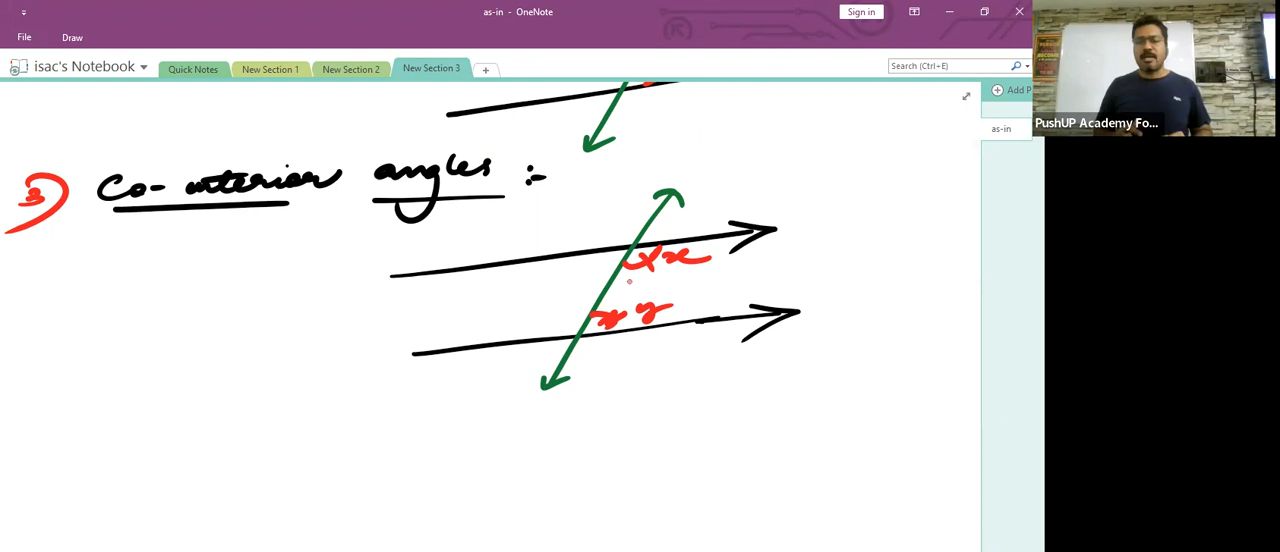 as-in - OneNote
Sign in
File
Draw
isac's Notebook
Quick Notes
New Section 1
New Section 2
New Section 3
Search (Ctrl+E)
Add P
as-in
PushUP Academy Fo...
3) Co-interior angles :-
x
y